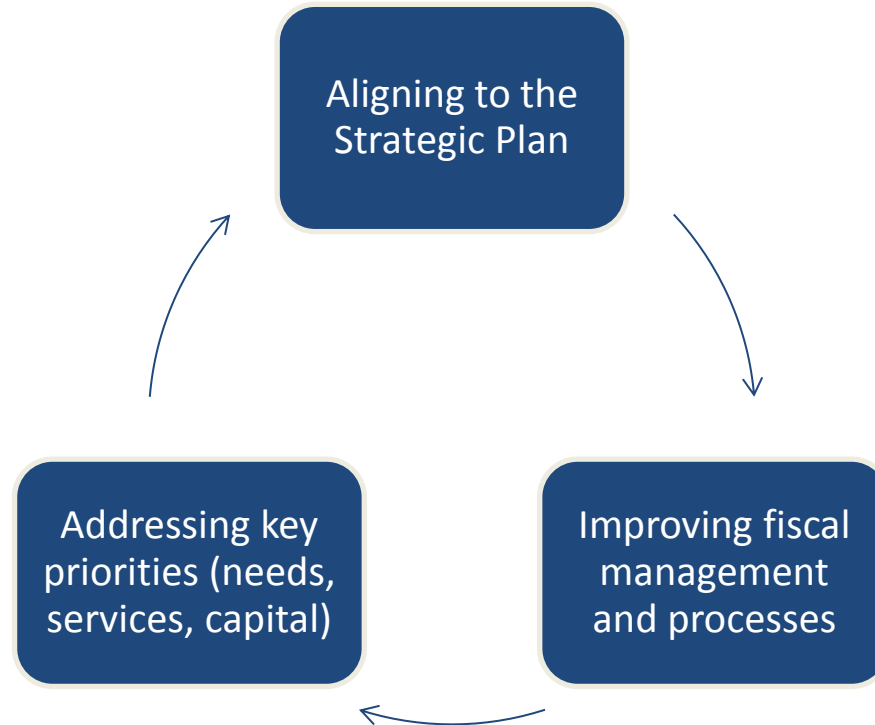 Aligning to the
Strategic Plan
Improving fiscal
management
and processes
Addressing key
priorities (needs,
services, capital)